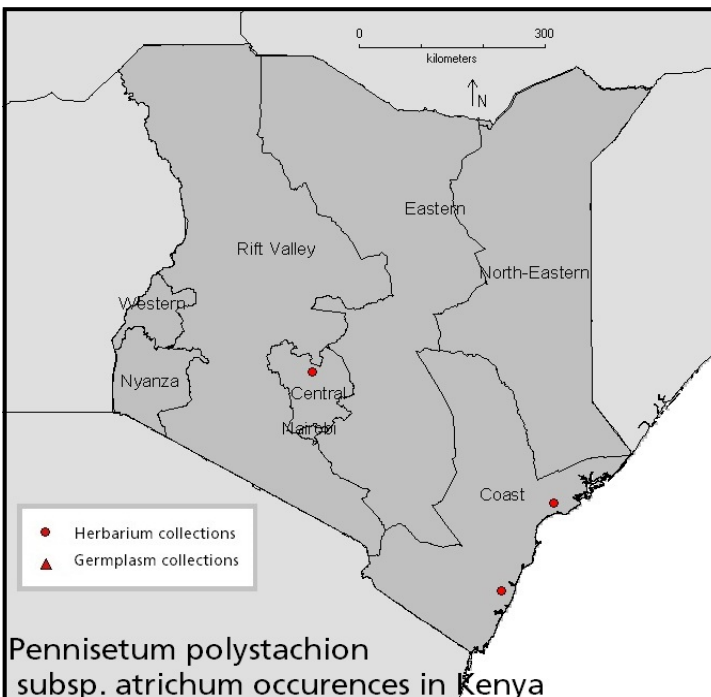 0 300
kilometers
N
Eastern
Rift Valley
North-Eastern
Western
Nyanza
Central
Nairobi
Coast
Herbarium collections
Germplasm collections
Pennisetum polystachion
subsp. atrichum occurences in Kenya